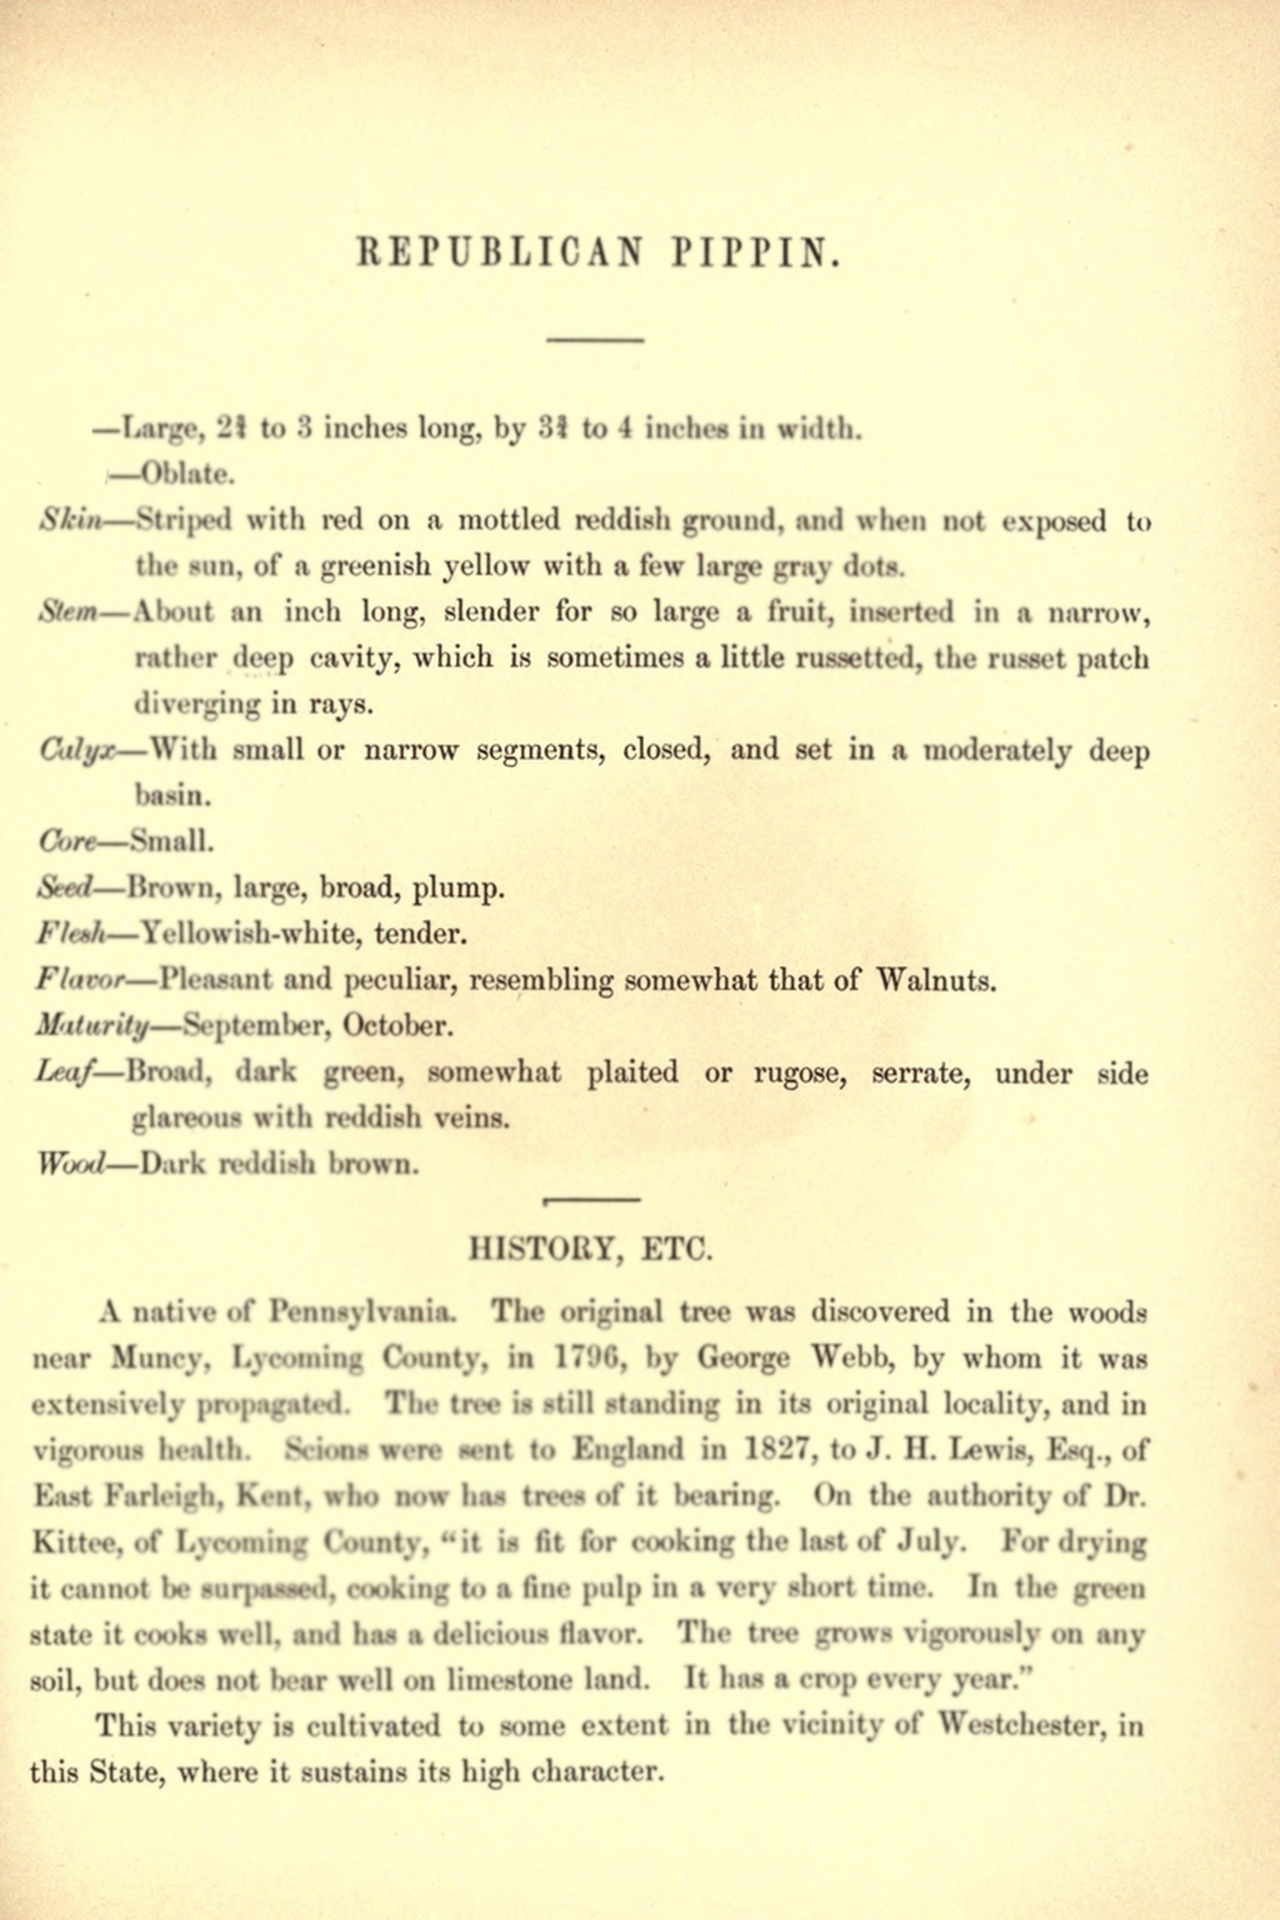 REPUBLICAN PIPPIN.
—Large, 2¾ to 3 inches long, by 3¾ to 4 inches in width.
—Oblate.
Skin—Striped with red on a mottled reddish ground, and when not exposed to
the sun, of a greenish yellow with a few large gray dots.
Stem—About an inch long, slender for so large a fruit, inserted in a narrow,
rather deep cavity, which is sometimes a little russetted, the russet patch
diverging in rays.
Calyx—With small or narrow segments, closed, and set in a moderately deep
basin.
Core—Small.
Seed—Brown, large, broad, plump.
Flesh—Yellowish-white, tender.
Flavor—Pleasant and peculiar, resembling somewhat that of Walnuts.
Maturity—September, October.
Leaf—Broad, dark green, somewhat plaited or rugose, serrate, under side
glareous with reddish veins.
Wood—Dark reddish brown.
HISTORY, ETC.
A native of Pennsylvania. The original tree was discovered in the woods
near Muncy, Lycoming County, in 1796, by George Webb, by whom it was
extensively propagated. The tree is still standing in its original locality, and in
vigorous health. Scions were sent to England in 1827, to J. H. Lewis, Esq., of
East Farleigh, Kent, who now has trees of it bearing. On the authority of Dr.
Kittee, of Lycoming County, “it is fit for cooking the last of July. For drying
it cannot be surpassed, cooking to a fine pulp in a very short time. In the green
state it cooks well, and has a delicious flavor. The tree grows vigorously on any
soil, but does not bear well on limestone land. It has a crop every year.”
This variety is cultivated to some extent in the vicinity of Westchester, in
this State, where it sustains its high character.